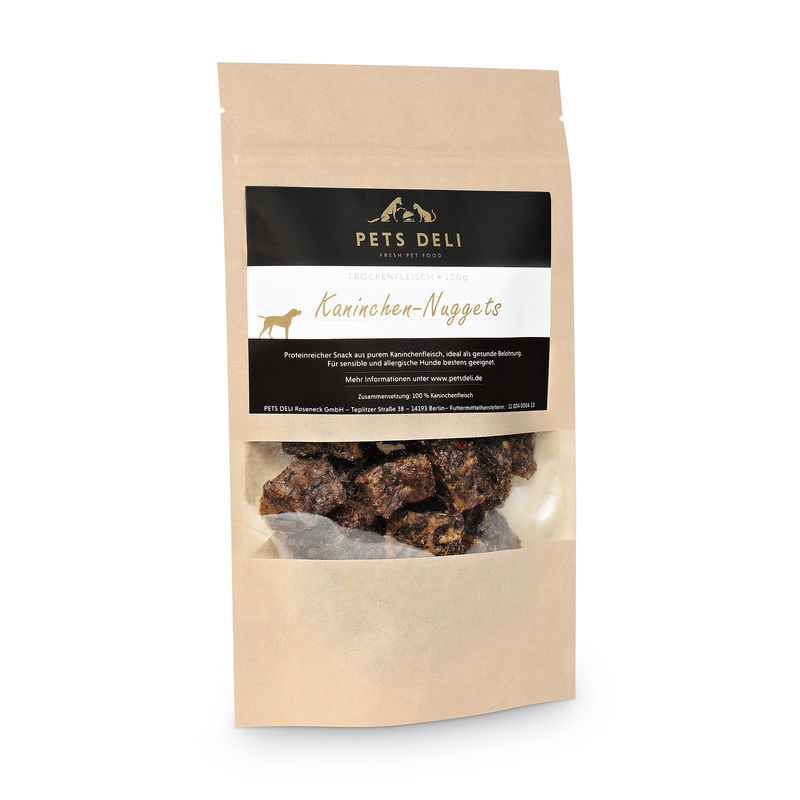 PETS DELI
FRESH PET FOOD
TROCKENFLEISCH 100g
Kaninchen-Nuggets
Proteinreicher Snack aus purem Kaninchenfleisch, ideal als gesunde Belohnung.
Für sensible und allergische Hunde bestens geeignet.
Mehr Informationen unter www.petsdeli.de
Zusammensetzung: 100 % Kaninchenfleisch
PETS DELI Roseneck GmbH – Teplitzer Straße 38 – 14193 Berlin– Futtermittelherstellernr.: